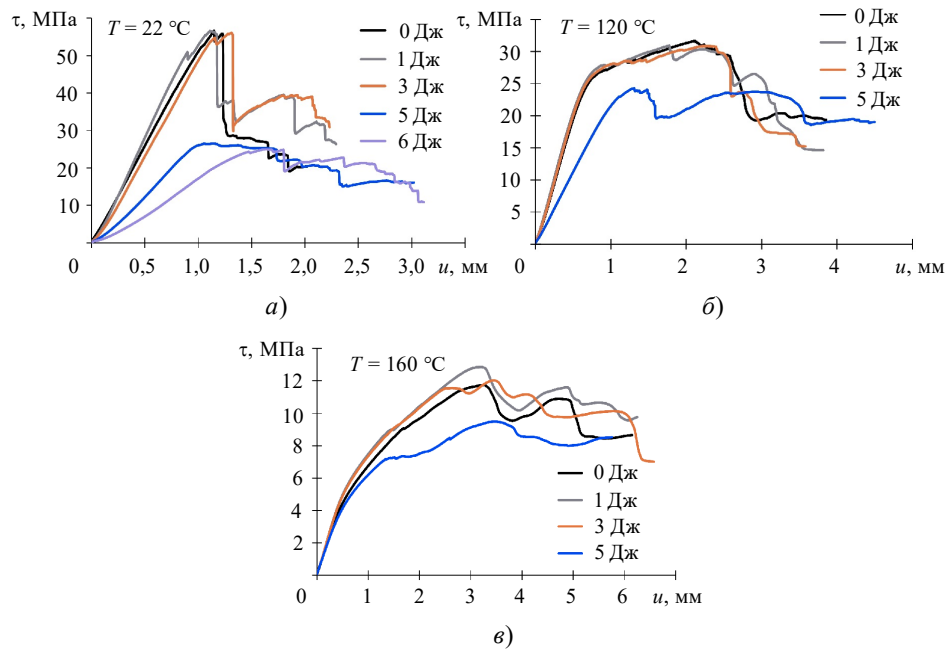 τ, МПа
T = 22 °C
50
40
30
20
10
0
0,5
1,0
1,5
2,0
2,5
3,0
u, мм
0 Дж
1 Дж
3 Дж
5 Дж
6 Дж
а)
τ, МПа
T = 120 °C
30
25
20
15
10
5
0
1
2
3
4
u, мм
0 Дж
1 Дж
3 Дж
5 Дж
б)
τ, МПа
T = 160 °C
12
10
8
6
4
2
0
1
2
3
4
5
6
u, мм
0 Дж
1 Дж
3 Дж
5 Дж
в)